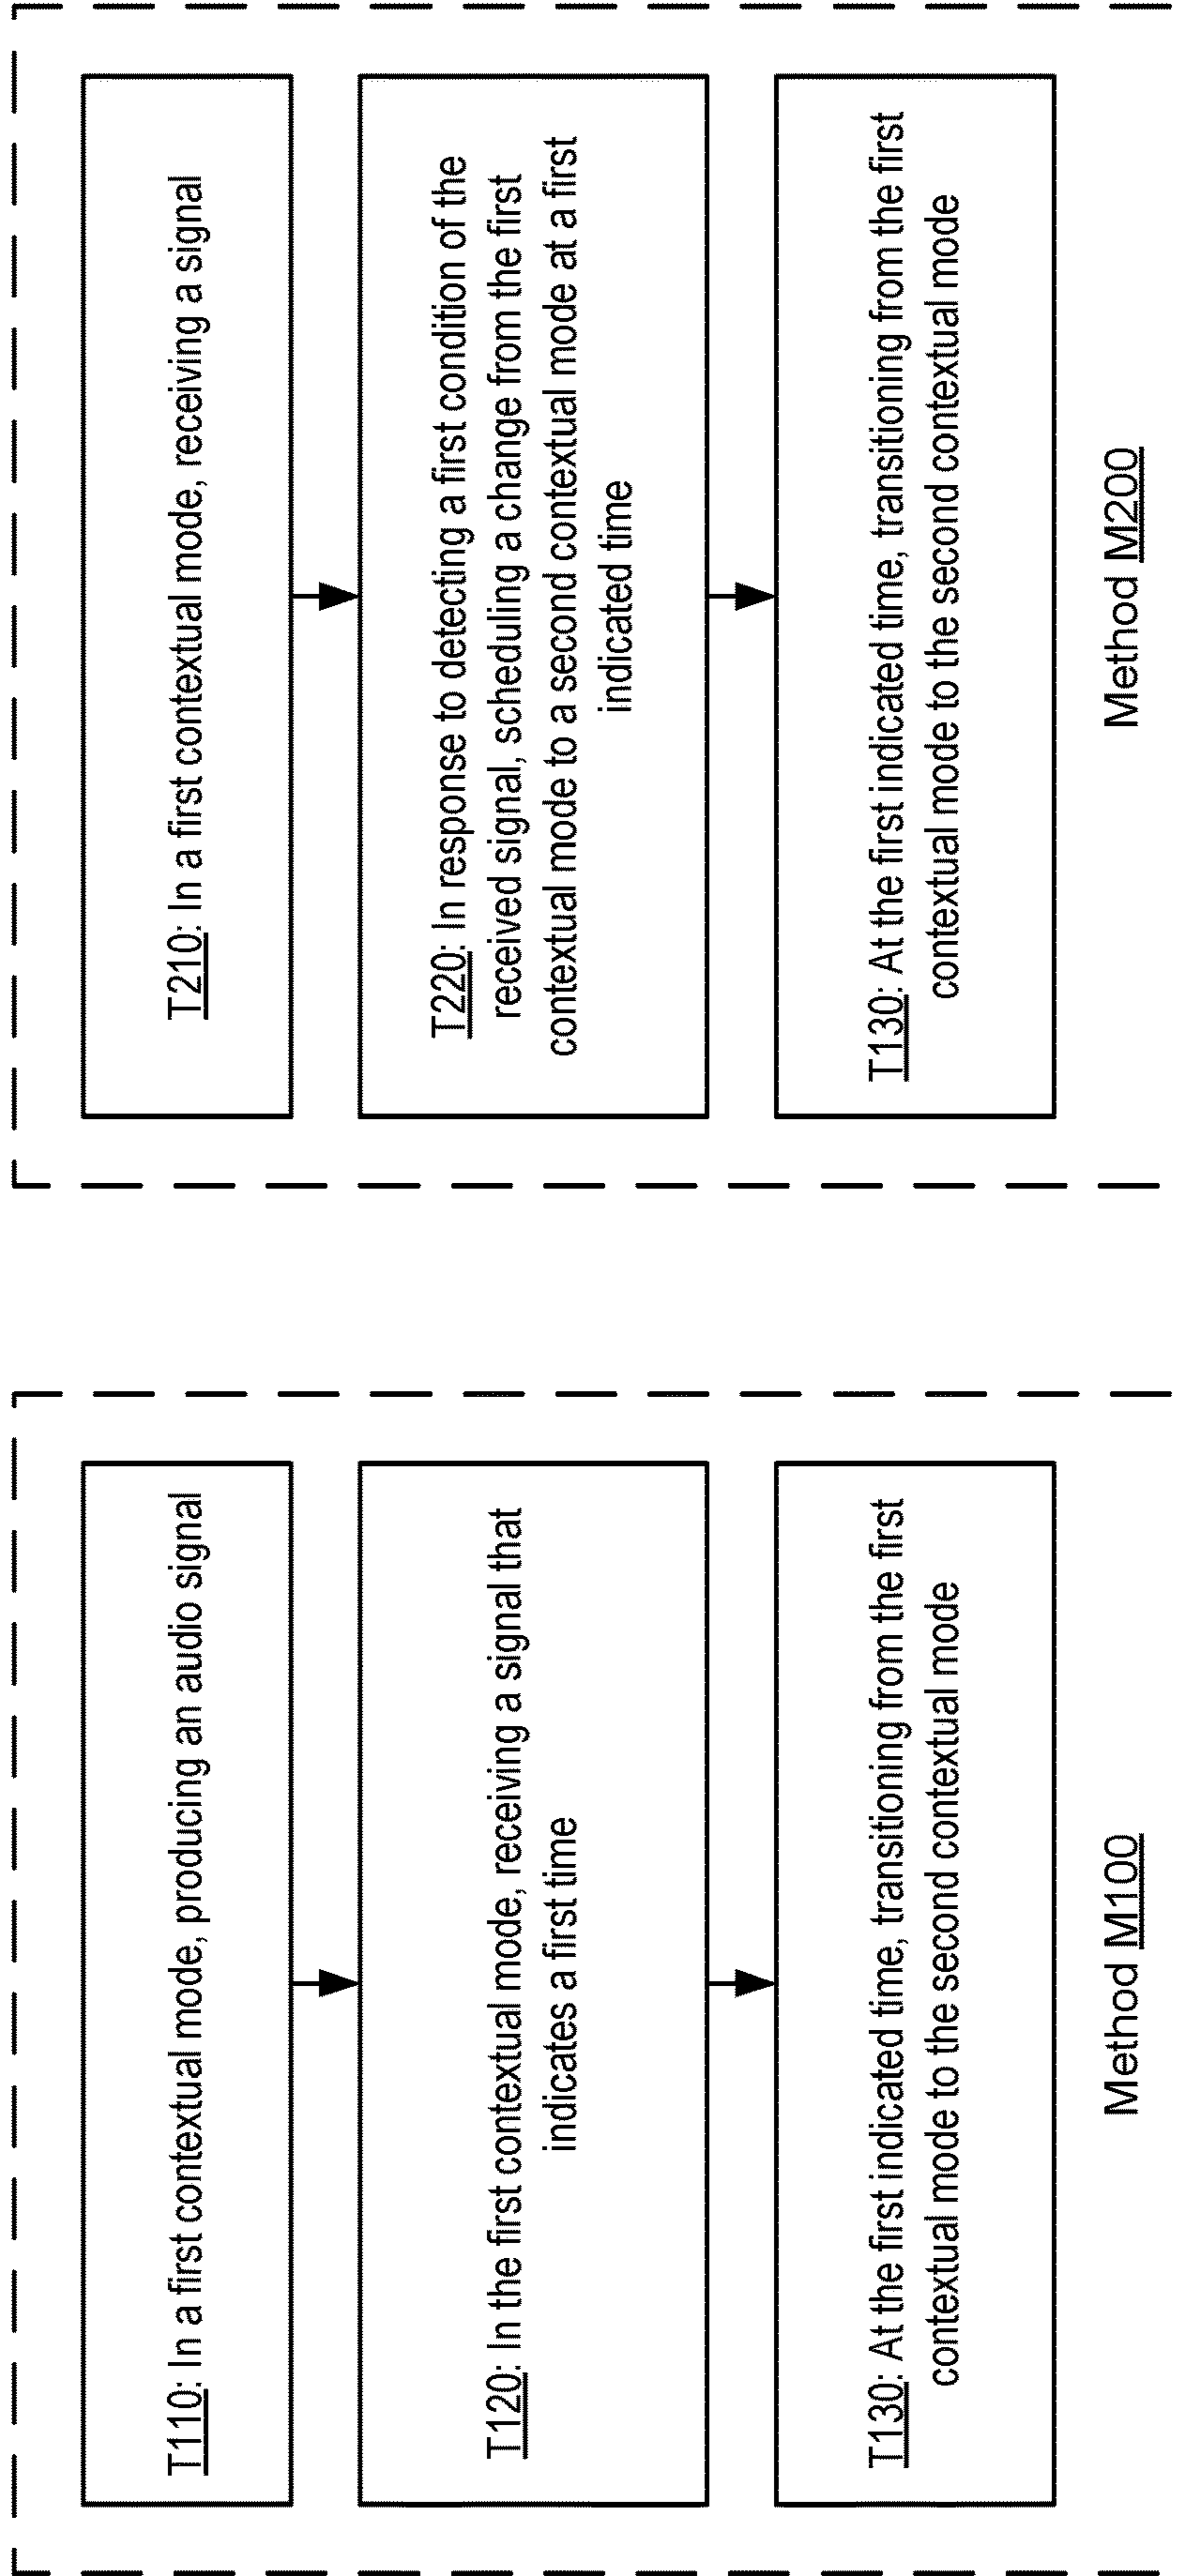 T110: In a first contextual mode, producing an audio signal
T120: In the first contextual mode, receiving a signal that
indicates a first time
T130: At the first indicated time, transitioning from the first
contextual mode to the second contextual mode
Method M100
T210: In a first contextual mode, receiving a signal
T220: In response to detecting a first condition of the
received signal, scheduling a change from the first
contextual mode to a second contextual mode at a first
indicated time
T130: At the first indicated time, transitioning from the first
contextual mode to the second contextual mode
Method M200